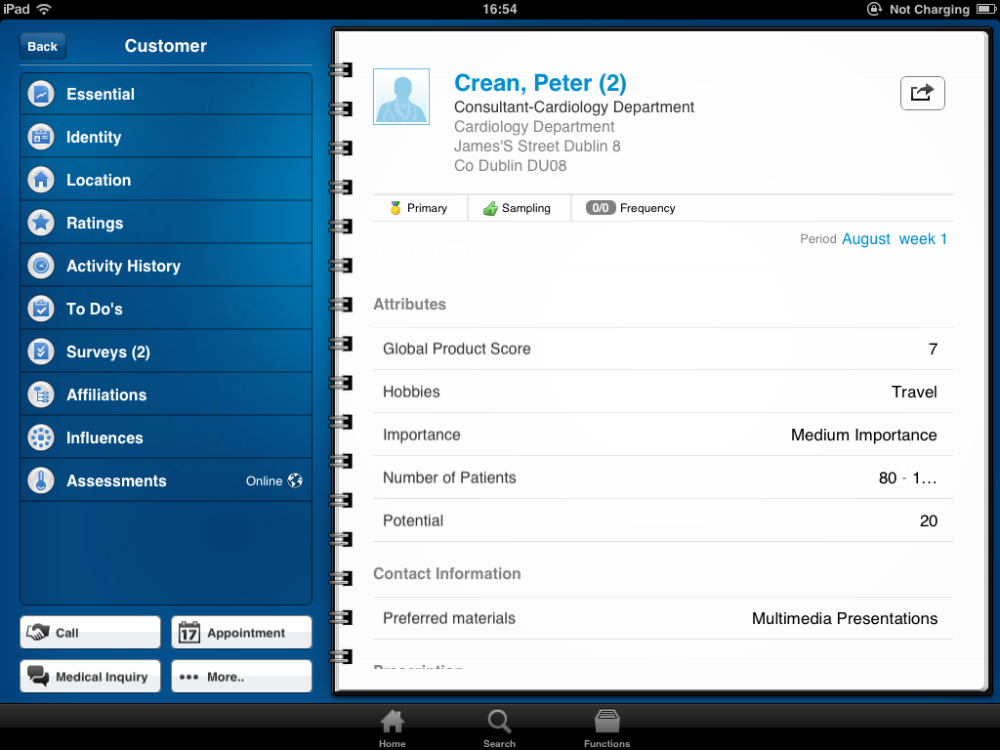 iPad 16:54 Not Charging
Back Customer
Essential
Identity
Location
Ratings
Activity History
To Do's
Surveys (2)
Affiliations
Influences
Assessments Online
Call Appointment
17
Medical Inquiry More..
Crean, Peter (2)
Consultant-Cardiology Department
Cardiology Department
James'S Street Dublin 8
Co Dublin DU08
Primary Sampling 0/0 Frequency
Period August week 1
Attributes
Global Product Score 7
Hobbies Travel
Importance Medium Importance
Number of Patients 80 - 1…
Potential 20
Contact Information
Preferred materials Multimedia Presentations
Prescription
Home Search Functions